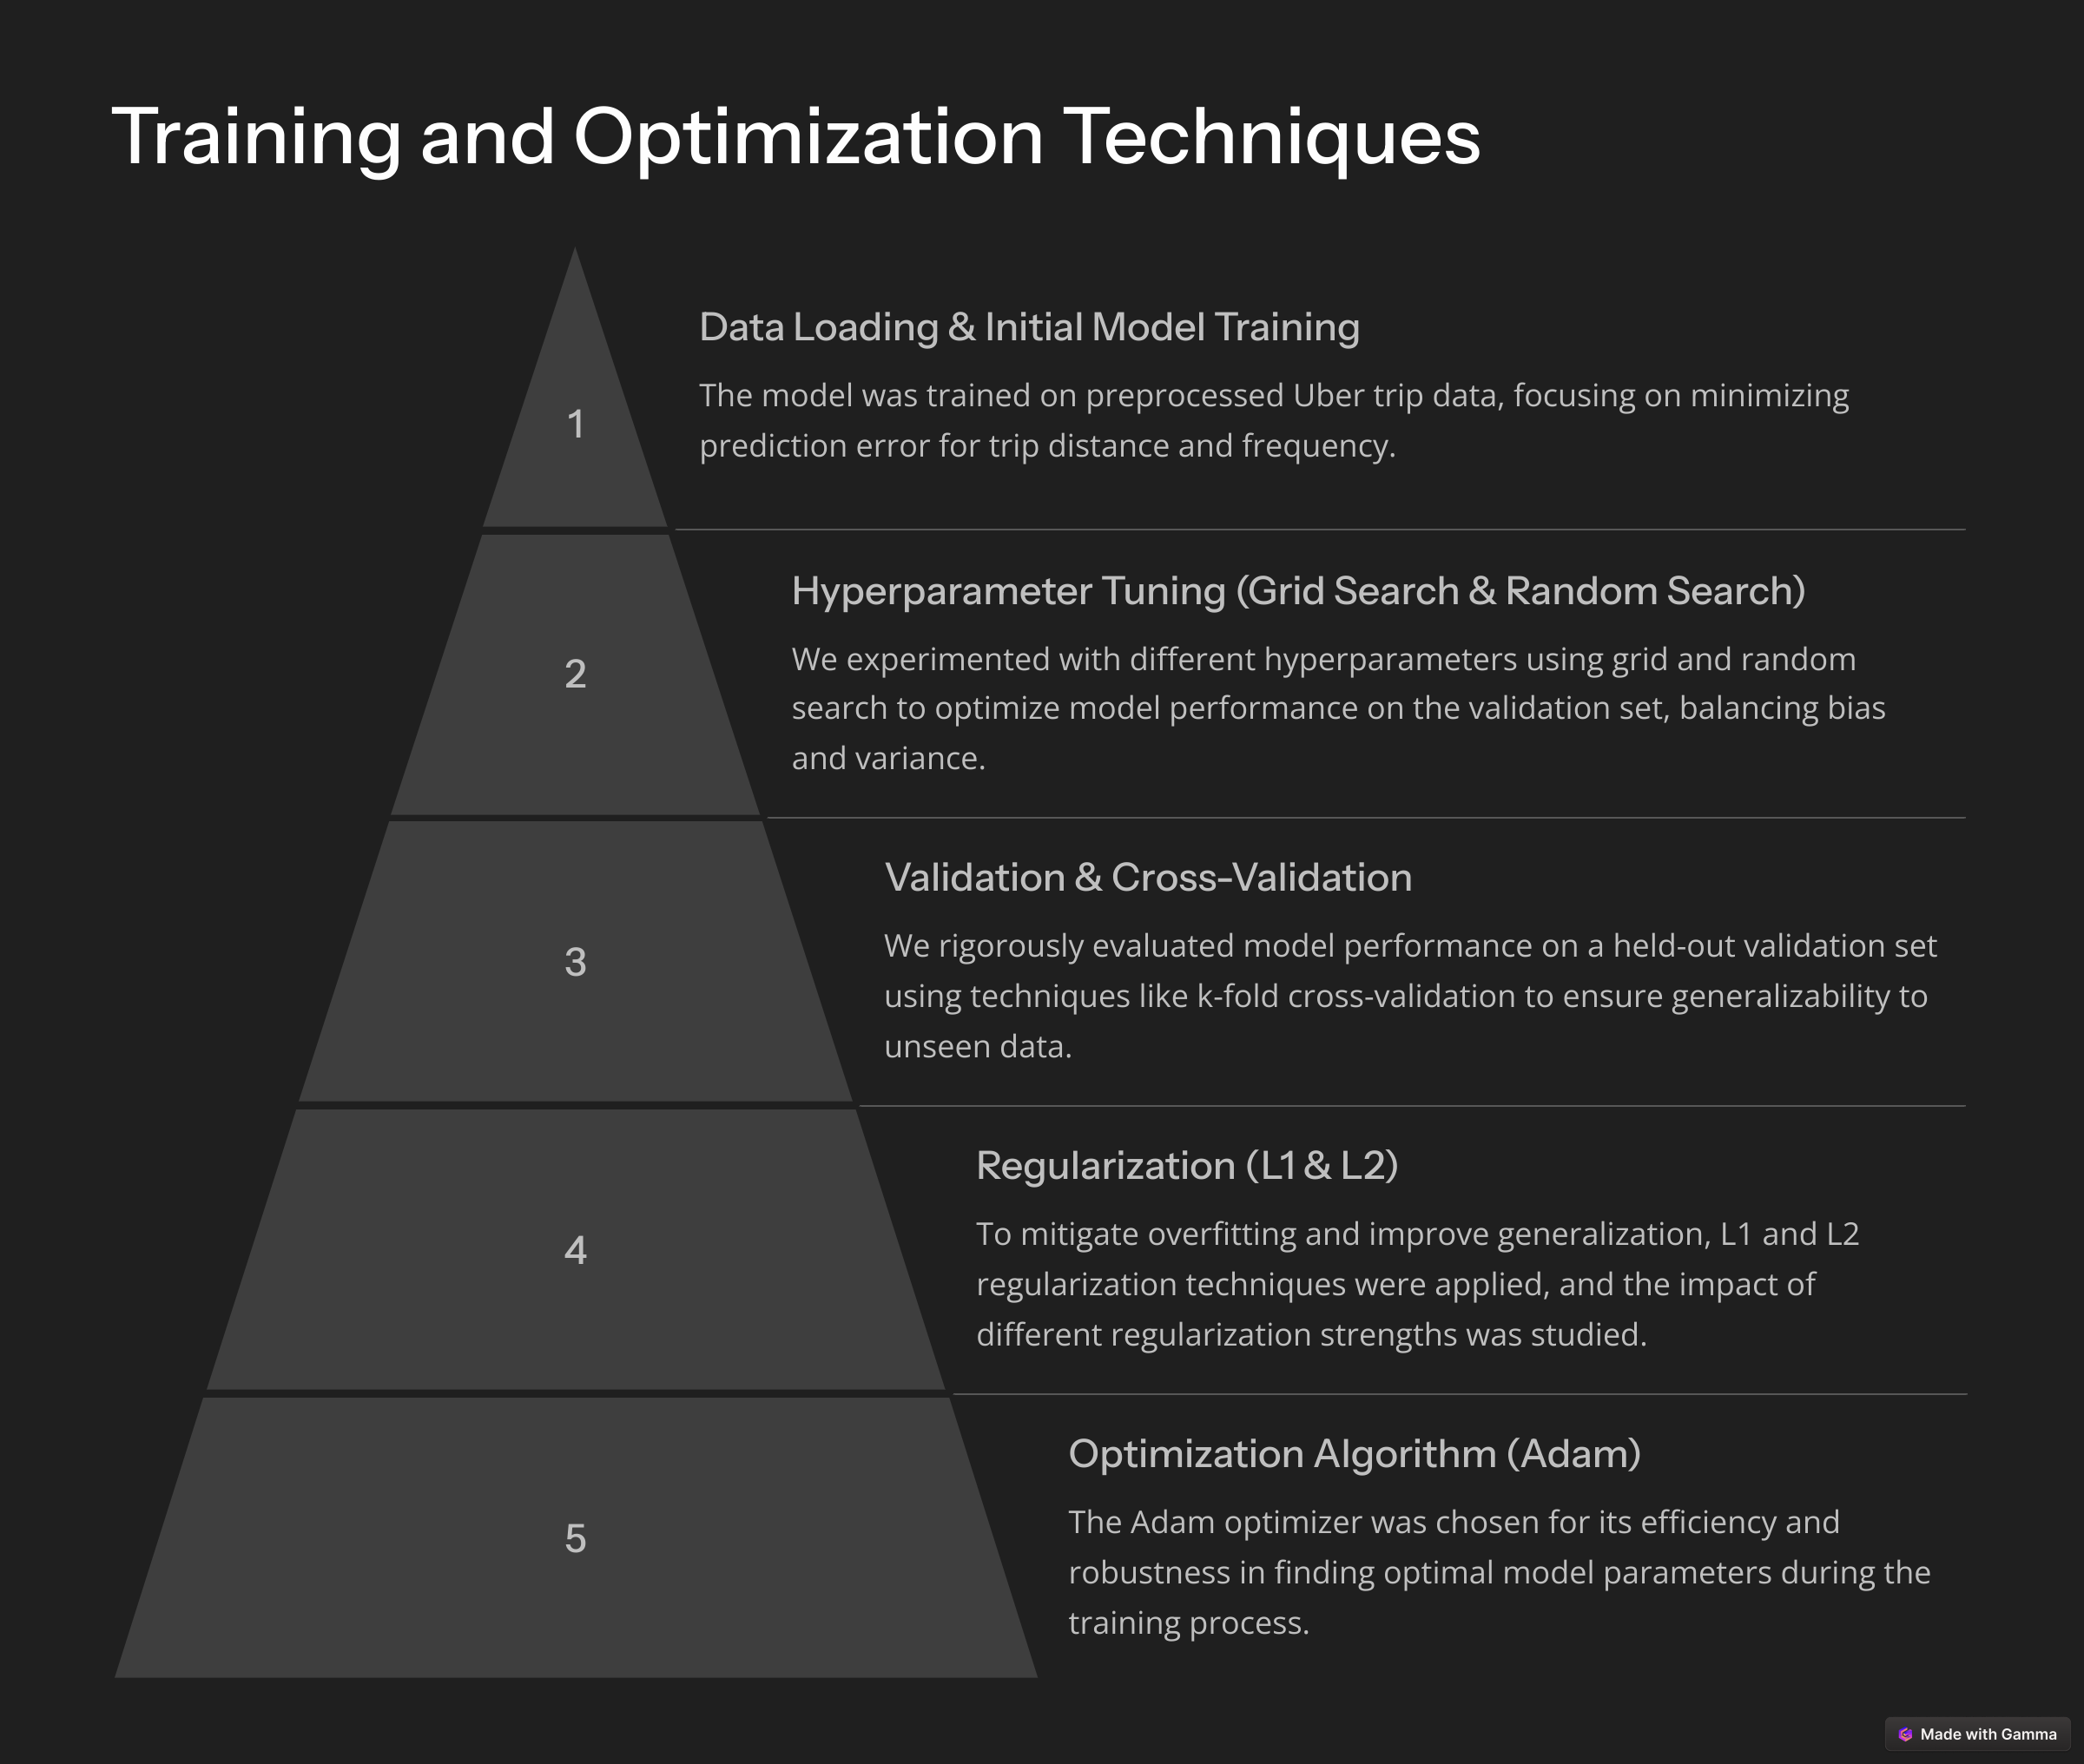 Training and Optimization Techniques
1
Data Loading & Initial Model Training
The model was trained on preprocessed Uber trip data, focusing on minimizing
prediction error for trip distance and frequency.
2
Hyperparameter Tuning (Grid Search & Random Search)
We experimented with different hyperparameters using grid and random
search to optimize model performance on the validation set, balancing bias
and variance.
3
Validation & Cross-Validation
We rigorously evaluated model performance on a held-out validation set
using techniques like k-fold cross-validation to ensure generalizability to
unseen data.
4
Regularization (L1 & L2)
To mitigate overfitting and improve generalization, L1 and L2
regularization techniques were applied, and the impact of
different regularization strengths was studied.
5
Optimization Algorithm (Adam)
The Adam optimizer was chosen for its efficiency and
robustness in finding optimal model parameters during the
training process.
Made with Gamma